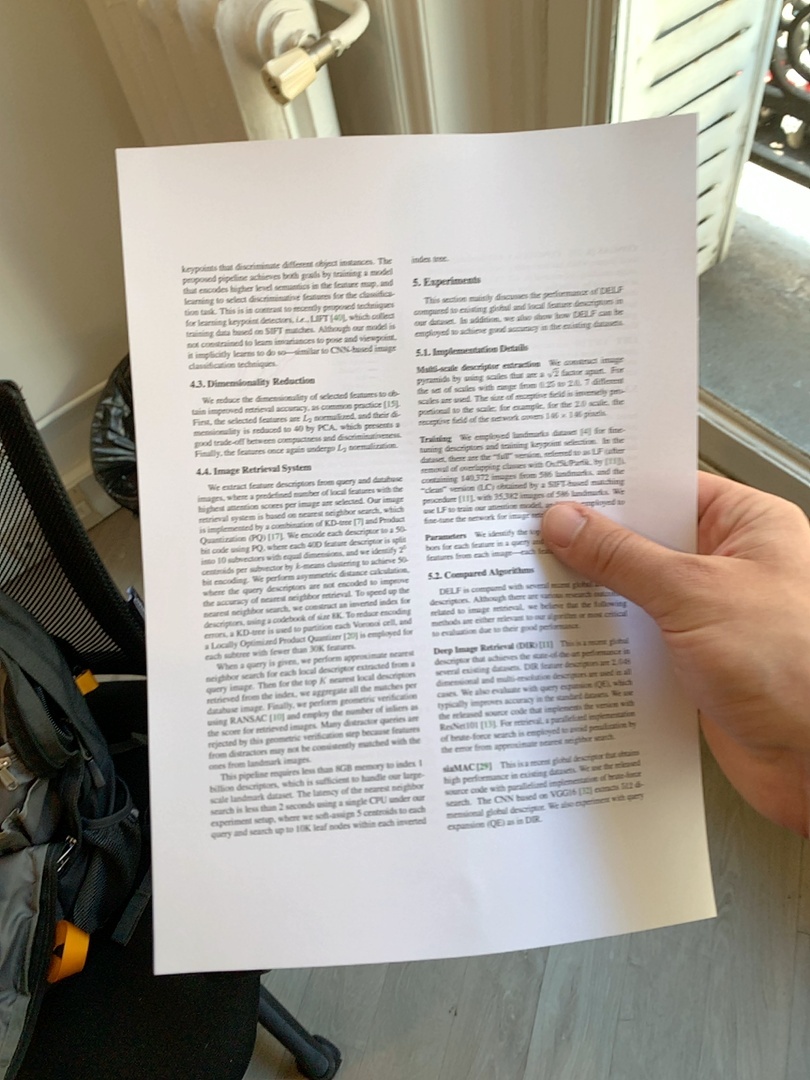 keypoints that discriminate different object instances. The
proposed pipeline achieves both goals by training a model
that encodes higher level semantics in the feature map, and
learning to select discriminative features for the classifica-
tion task. This is in contrast to recently proposed techniques
for learning keypoint detectors, i.e., LIFT [40], which collect
training data based on SIFT matches. Although our model is
not constrained to learn invariances to pose and viewpoint,
it implicitly learns to do so—similar to CNN-based image
classification techniques.
4.3. Dimensionality Reduction
We reduce the dimensionality of selected features to ob-
tain improved retrieval accuracy, as common practice [15].
First, the selected features are L2 normalized, and their di-
mensionality is reduced to 40 by PCA, which presents a
good trade-off between compactness and discriminativeness.
Finally, the features once again undergo L2 normalization.
4.4. Image Retrieval System
We extract feature descriptors from query and database
images, where a predefined number of local features with the
highest attention scores per image are selected. Our image
retrieval system is based on nearest neighbor search, which
is implemented by a combination of KD-tree [7] and Product
Quantization (PQ) [17]. We encode each descriptor to a 50-
bit code using PQ, where each 40D feature descriptor is split
into 10 subvectors with equal dimensions, and we identify 2⁵
centroids per subvector by k-means clustering to achieve 50-
bit encoding. We perform asymmetric distance calculation,
where the query descriptors are not encoded to improve
the accuracy of nearest neighbor retrieval. To speed up the
nearest neighbor search, we construct an inverted index for
descriptors, using a codebook of size 8K. To reduce encoding
errors, a KD-tree is used to partition each Voronoi cell, and
a Locally Optimized Product Quantizer [20] is employed for
each subtree with fewer than 30K features.
When a query is given, we perform approximate nearest
neighbor search for each local descriptor extracted from a
query image. Then for the top K nearest local descriptors
retrieved from the index, we aggregate all the matches per
database image. Finally, we perform geometric verification
using RANSAC [10] and employ the number of inliers as
the score for retrieved images. Many distractor queries are
rejected by this geometric verification step because features
from distractors may not be consistently matched with the
ones from landmark images.
This pipeline requires less than 8GB memory to index 1
billion descriptors, which is sufficient to handle our large-
scale landmark dataset. The latency of the nearest neighbor
search is less than 2 seconds using a single CPU under our
experiment setup, where we soft-assign 5 centroids to each
query and search up to 10K leaf nodes within each inverted
index tree.
5. Experiments
This section mainly discusses the performance of DELF
compared to existing global and local feature descriptors in
our dataset. In addition, we also show how DELF can be
employed to achieve good accuracy in the existing datasets.
5.1. Implementation Details
Multi-scale descriptor extraction We construct image
pyramids by using scales that are a √2 factor apart. For
the set of scales with range from 0.25 to 2.0, 7 different
scales are used. The size of receptive field is inversely pro-
portional to the scale; for example, for the 2.0 scale, the
receptive field of the network covers 146 × 146 pixels.
Training We employed landmarks dataset [4] for fine-
tuning descriptors and training keypoint selection. In the
dataset, there are the "full" version, referred to as LF (after
removal of overlapping classes with Oxf5k/Par6k, by [11]),
containing 140,372 images from 586 landmarks, and the
"clean" version (LC) obtained by a SIFT-based matching
procedure [11], with 35,382 images of 586 landmarks. We
use LF to train our attention model, employed to
fine-tune the network for image
Parameters We identify the top
bors for each feature in a query
features from each image—each
5.2. Compared Algorithms
DELF is compared with several recent global
descriptors. Although there are various research
related to image retrieval, we believe that the following
methods are either relevant to our algorithm or most critical
to evaluation due to their good performance.
Deep Image Retrieval (DIR) [11] This is a recent global
descriptor that achieves the state-of-the-art performance in
several existing datasets. DIR feature descriptors are 2,048
dimensional and multi-resolution descriptors are used in all
cases. We also evaluate with query expansion (QE), which
typically improves accuracy in the standard datasets. We use
the released source code that implements the version with
ResNet101 [13]. For retrieval, a parallelized implementation
of brute-force search is employed to avoid penalization by
the error from approximate nearest neighbor search.
siaMAC [29] This is a recent global descriptor that obtains
high performance in existing datasets. We use the released
source code with parallelized implementation of brute-force
search. The CNN based on VGG16 [32] extracts 512 di-
mensional global descriptor. We also experiment with query
expansion (QE) as in DIR.